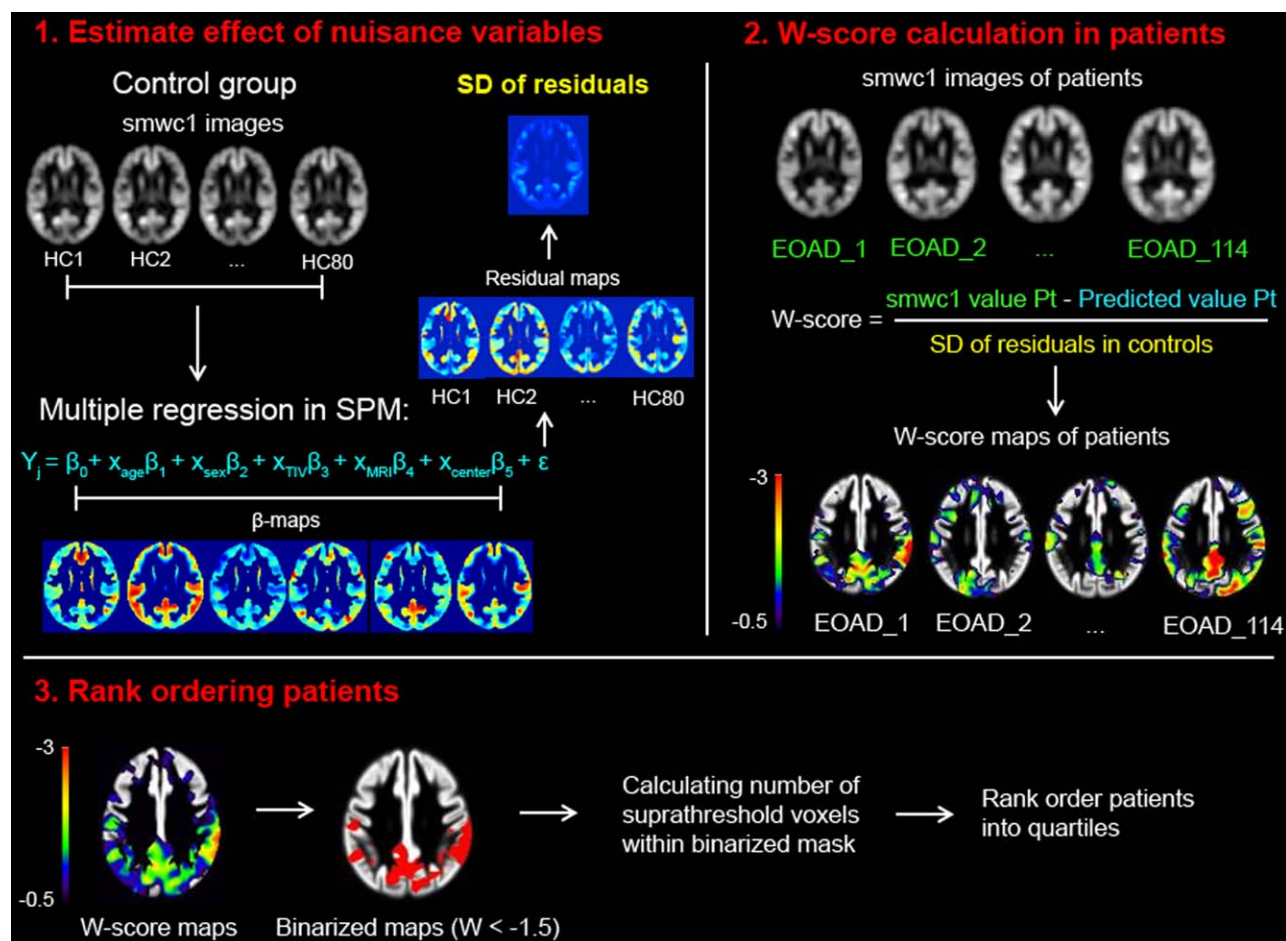 1. Estimate effect of nuisance variables
Control group
smwc1 images
HC1 HC2 ... HC80
SD of residuals
Residual maps
HC1 HC2 ... HC80
Multiple regression in SPM:
Yj = β0+ xageβ1 + xsexβ2 + xTIVβ3 + xMRIβ4 + xcenterβ5 + ε
β-maps
2. W-score calculation in patients
smwc1 images of patients
EOAD_1 EOAD_2 ... EOAD_114
W-score = smwc1 value Pt - Predicted value Pt
SD of residuals in controls
W-score maps of patients
-3
-0.5
EOAD_1 EOAD_2 ... EOAD_114
3. Rank ordering patients
-3
-0.5
W-score maps
Binarized maps (W < -1.5)
Calculating number of
suprathreshold voxels
within binarized mask
Rank order patients
into quartiles